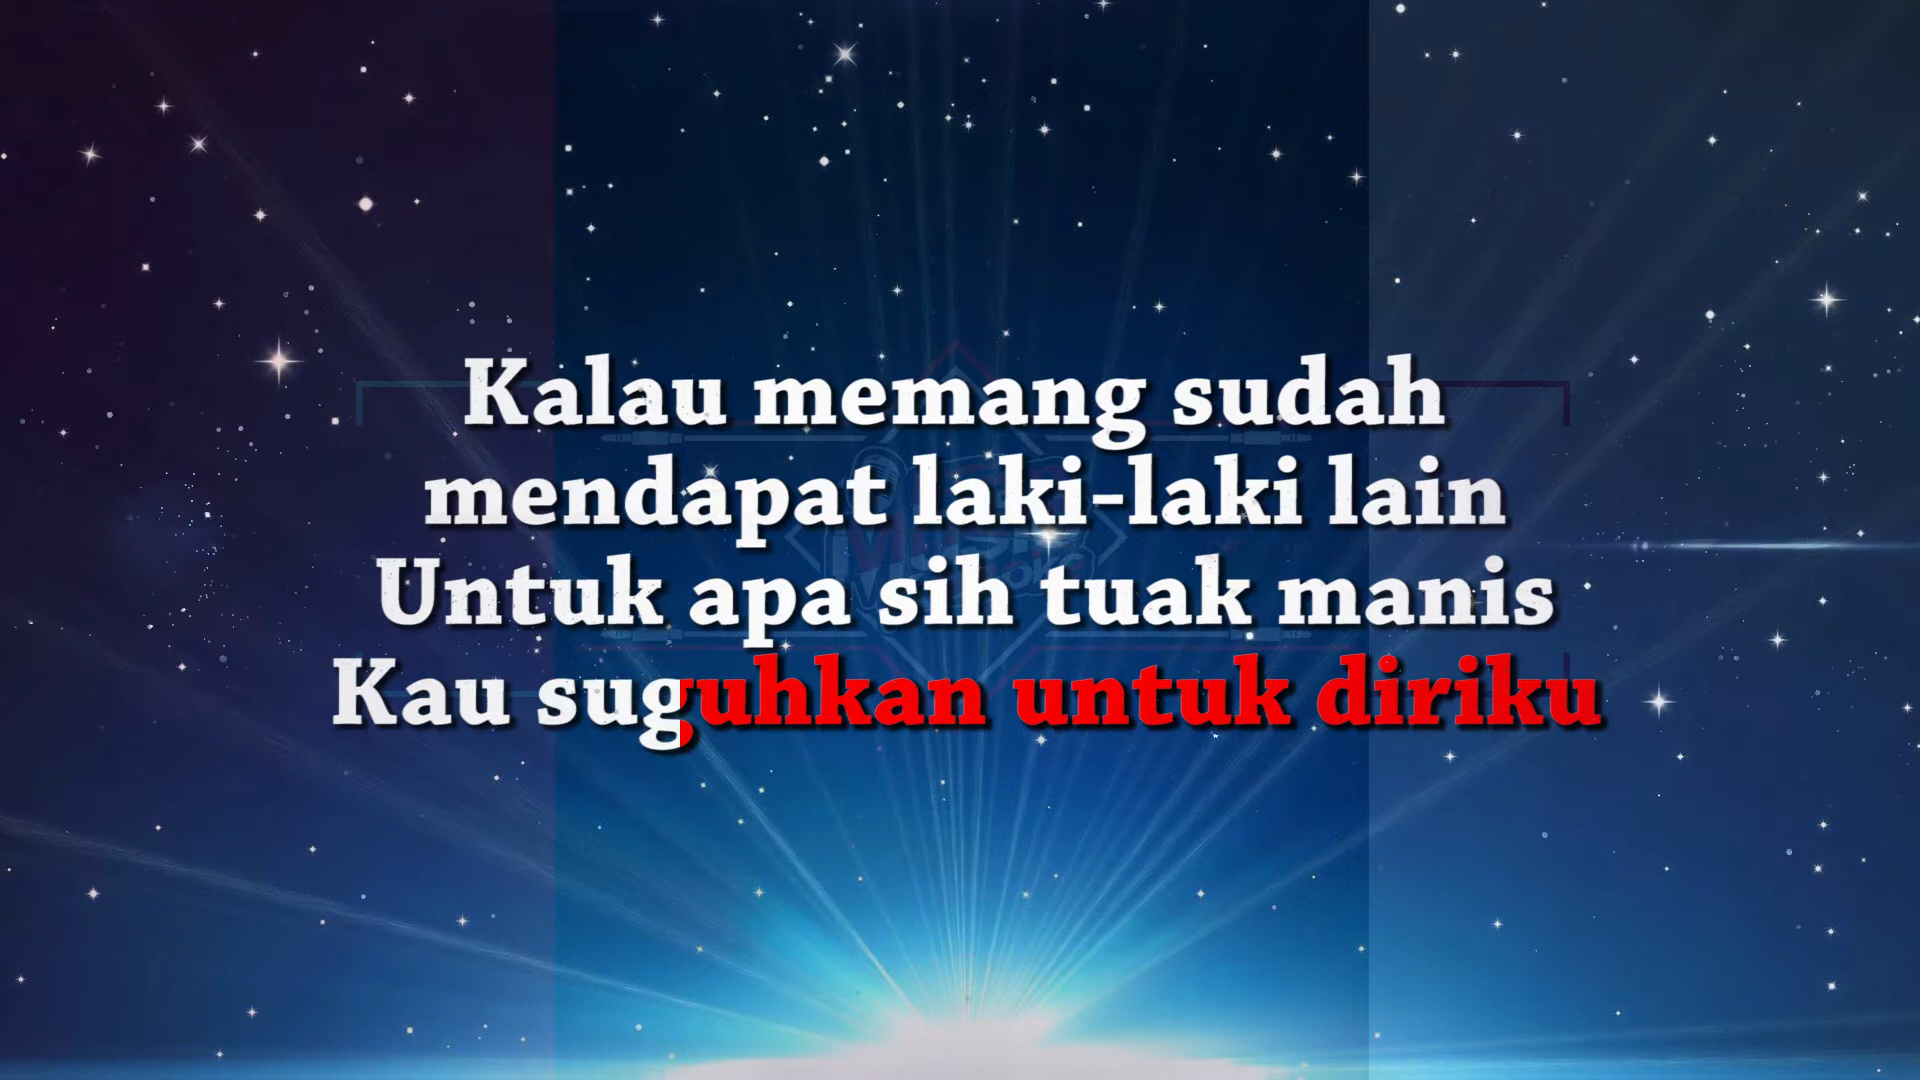 Kalau memang sudah
mendapat laki-laki lain
Untuk apa sih tuak manis
Kau suguhkan untuk diriku